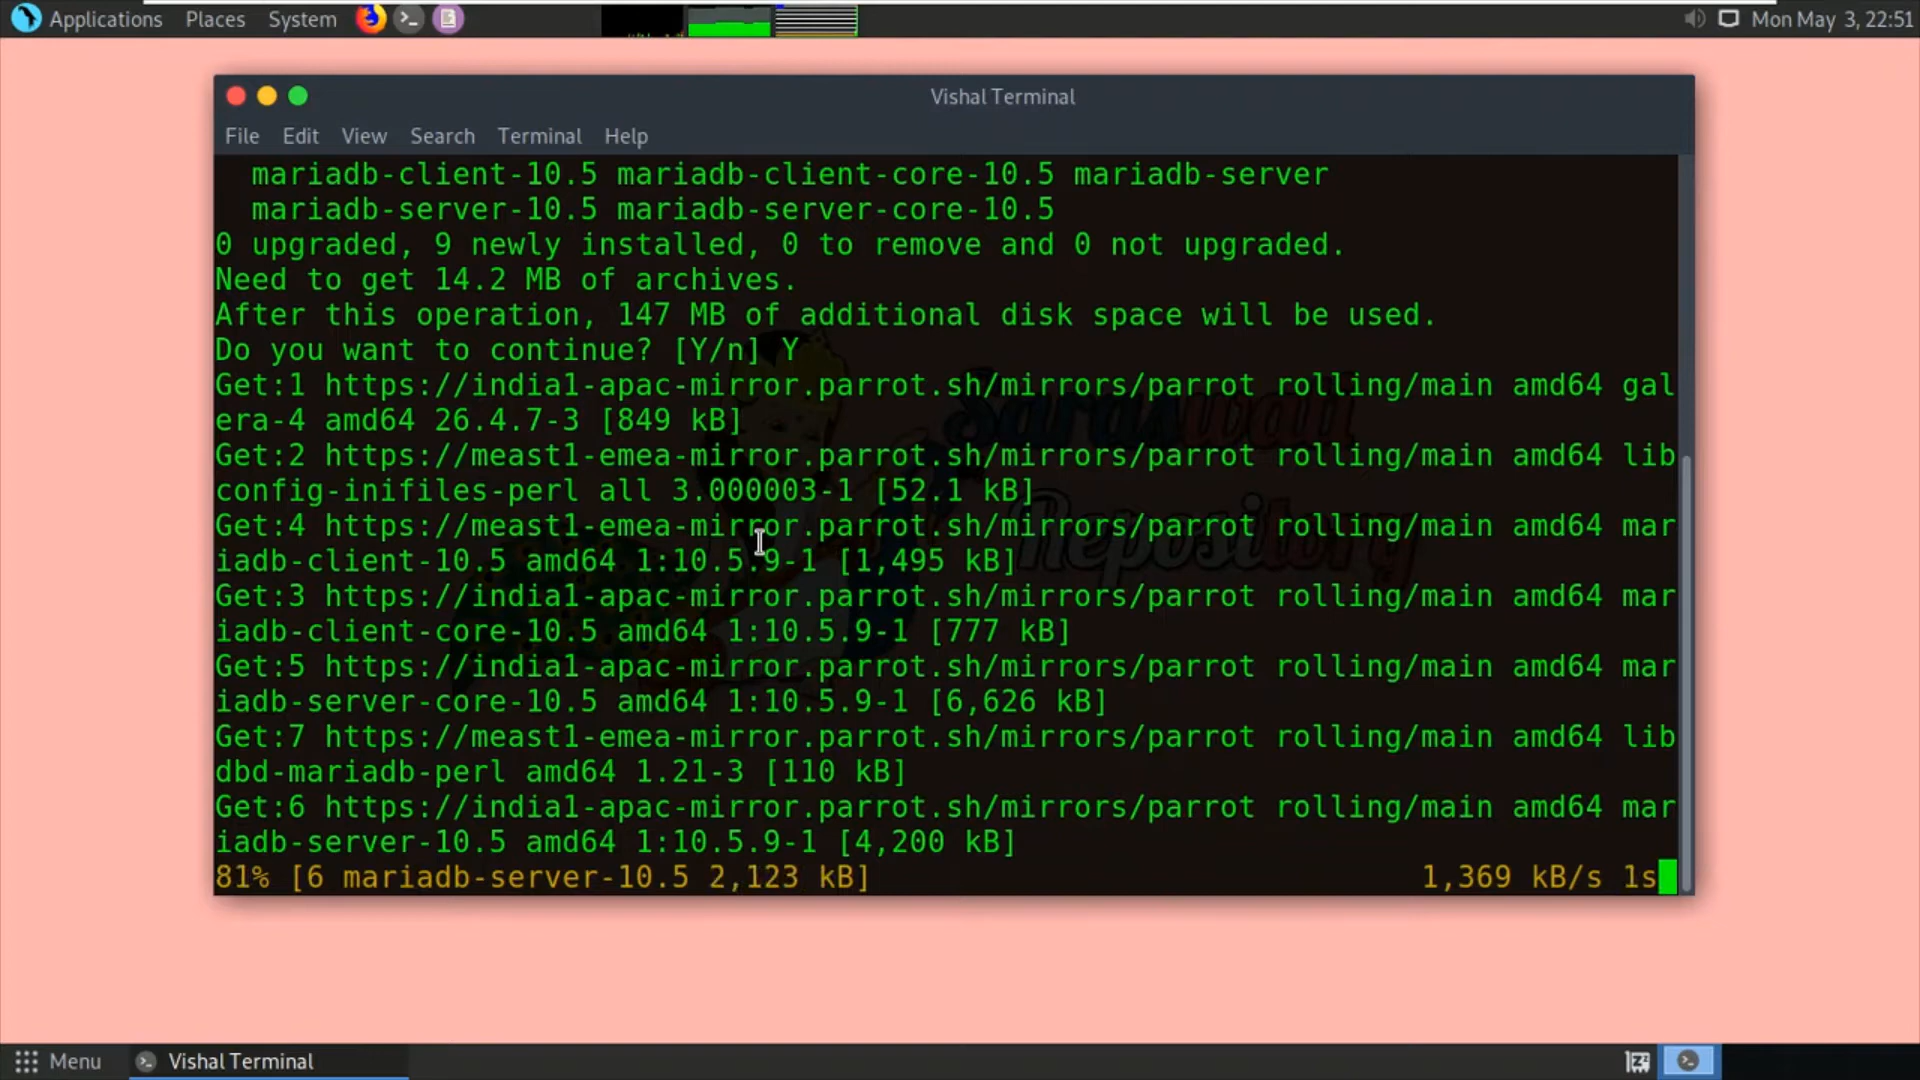 Applications Places System Mon May 3, 22:51
Vishal Terminal
File Edit View Search Terminal Help
mariadb-client-10.5 mariadb-client-core-10.5 mariadb-server
mariadb-server-10.5 mariadb-server-core-10.5
0 upgraded, 9 newly installed, 0 to remove and 0 not upgraded.
Need to get 14.2 MB of archives.
After this operation, 147 MB of additional disk space will be used.
Do you want to continue? [Y/n] Y
Get:1 https://india1-apac-mirror.parrot.sh/mirrors/parrot rolling/main amd64 gal
era-4 amd64 26.4.7-3 [849 kB]
Get:2 https://meast1-emea-mirror.parrot.sh/mirrors/parrot rolling/main amd64 lib
config-inifiles-perl all 3.000003-1 [52.1 kB]
Get:4 https://meast1-emea-mirror.parrot.sh/mirrors/parrot rolling/main amd64 mar
iadb-client-10.5 amd64 1:10.5.9-1 [1,495 kB]
Get:3 https://india1-apac-mirror.parrot.sh/mirrors/parrot rolling/main amd64 mar
iadb-client-core-10.5 amd64 1:10.5.9-1 [777 kB]
Get:5 https://india1-apac-mirror.parrot.sh/mirrors/parrot rolling/main amd64 mar
iadb-server-core-10.5 amd64 1:10.5.9-1 [6,626 kB]
Get:7 https://meast1-emea-mirror.parrot.sh/mirrors/parrot rolling/main amd64 lib
dbd-mariadb-perl amd64 1.21-3 [110 kB]
Get:6 https://india1-apac-mirror.parrot.sh/mirrors/parrot rolling/main amd64 mar
iadb-server-10.5 amd64 1:10.5.9-1 [4,200 kB]
81% [6 mariadb-server-10.5 2,123 kB] 1,369 kB/s 1s
Saraswati
Repository
Menu Vishal Terminal